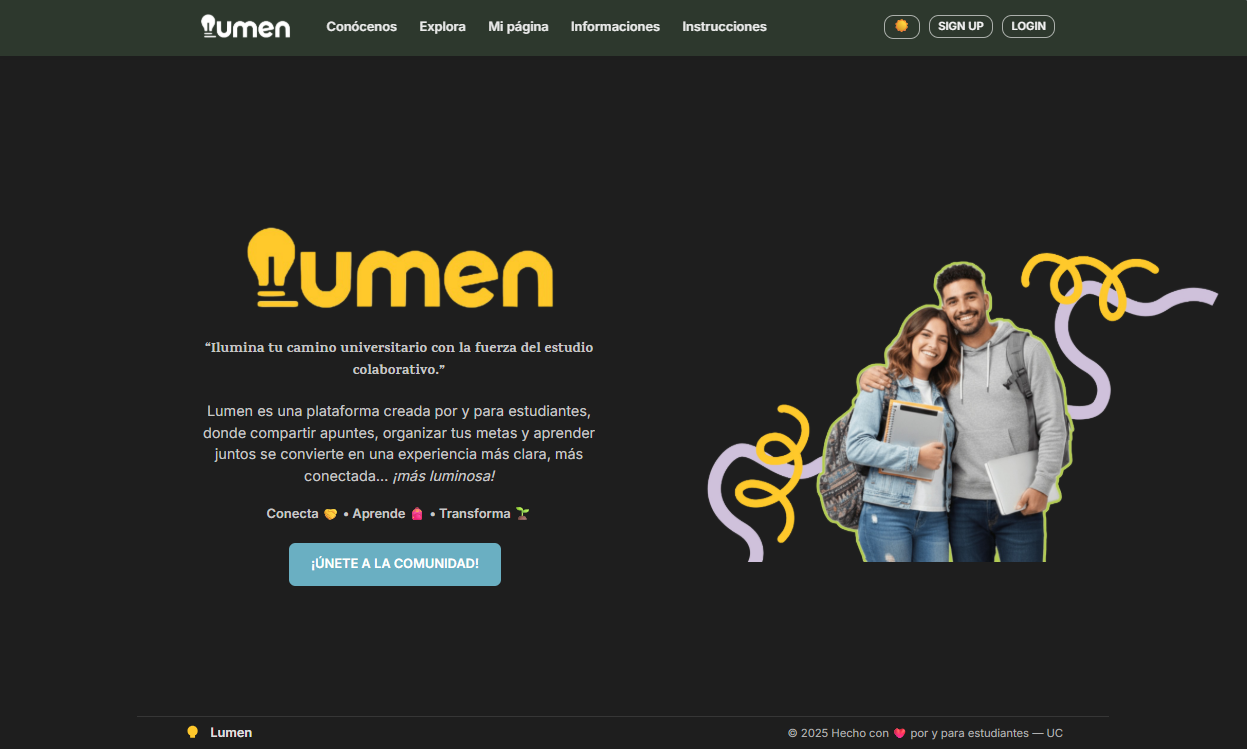 Lumen
Conócenos
Explora
Mi página
Informaciones
Instrucciones
SIGN UP
LOGIN
Lumen
“Ilumina tu camino universitario con la fuerza del estudio
colaborativo.”
Lumen es una plataforma creada por y para estudiantes,
donde compartir apuntes, organizar tus metas y aprender
juntos se convierte en una experiencia más clara, más
conectada... ¡más luminosa!
Conecta 🤝 • Aprende 🎒 • Transforma 🌱
¡ÚNETE A LA COMUNIDAD!
Lumen
© 2025 Hecho con ❤️ por y para estudiantes — UC